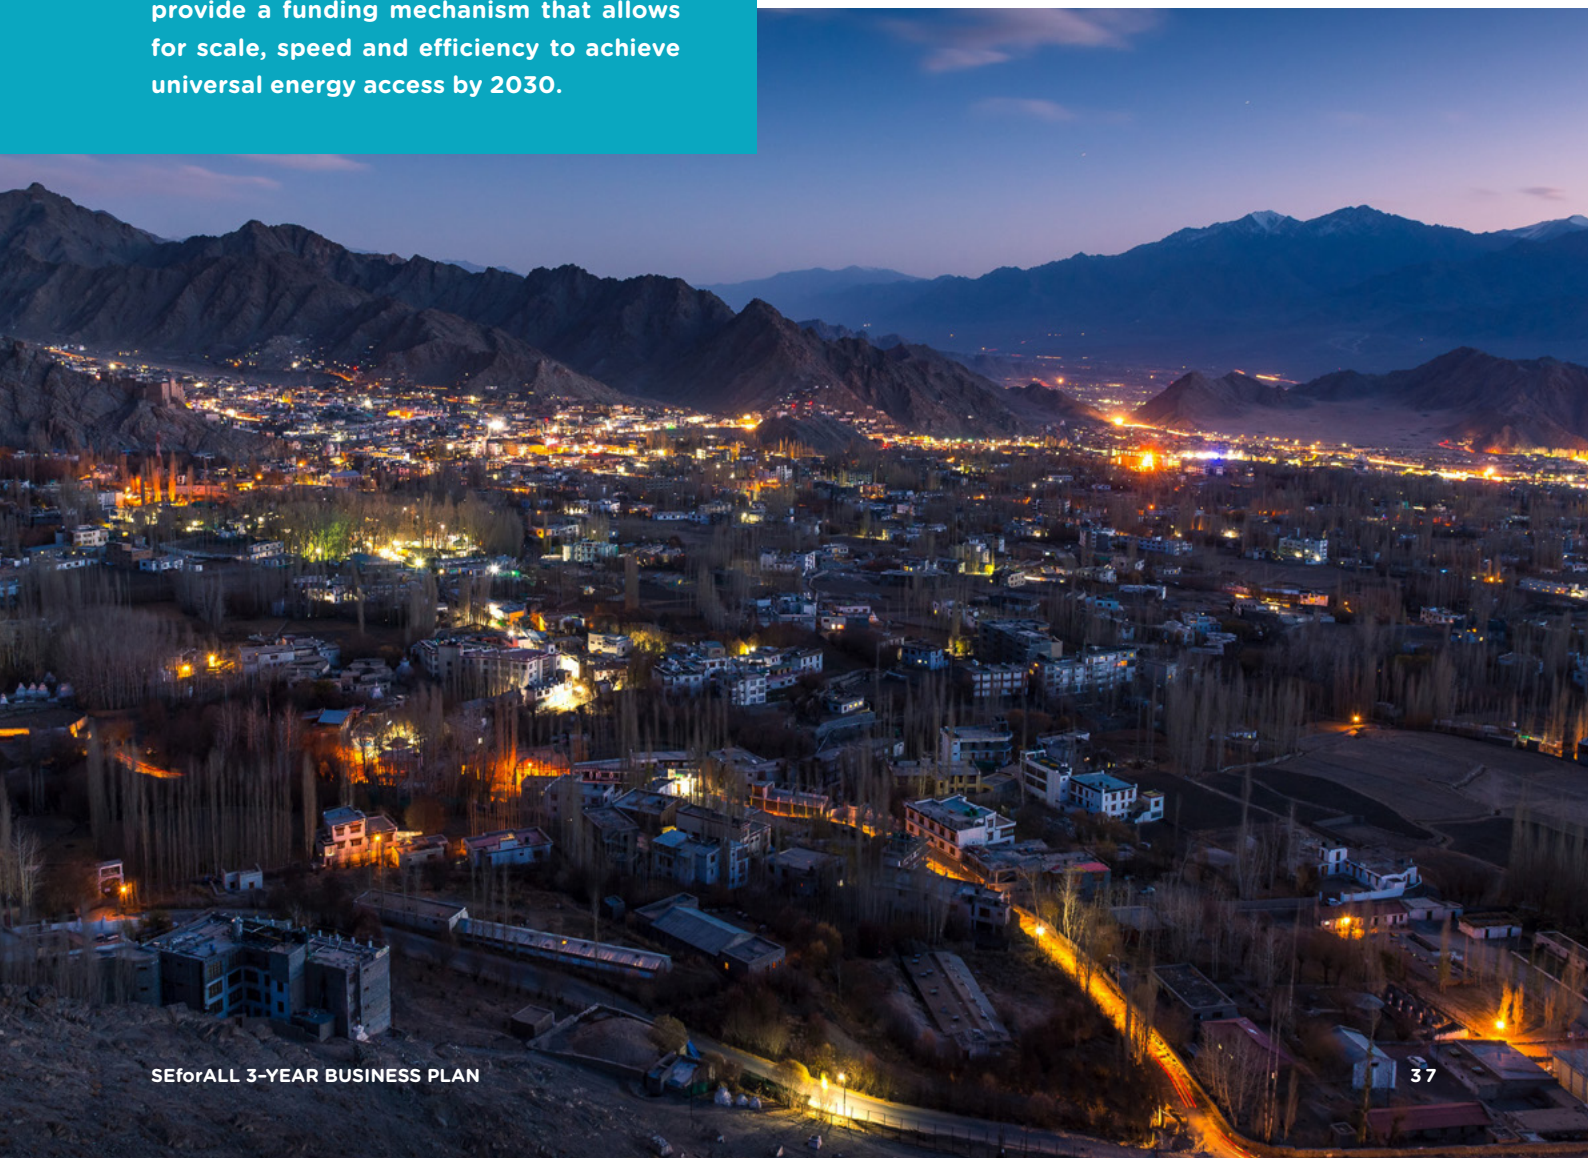 provide a funding mechanism that allows
for scale, speed and efficiency to achieve
universal energy access by 2030.
SEforALL 3-YEAR BUSINESS PLAN
37